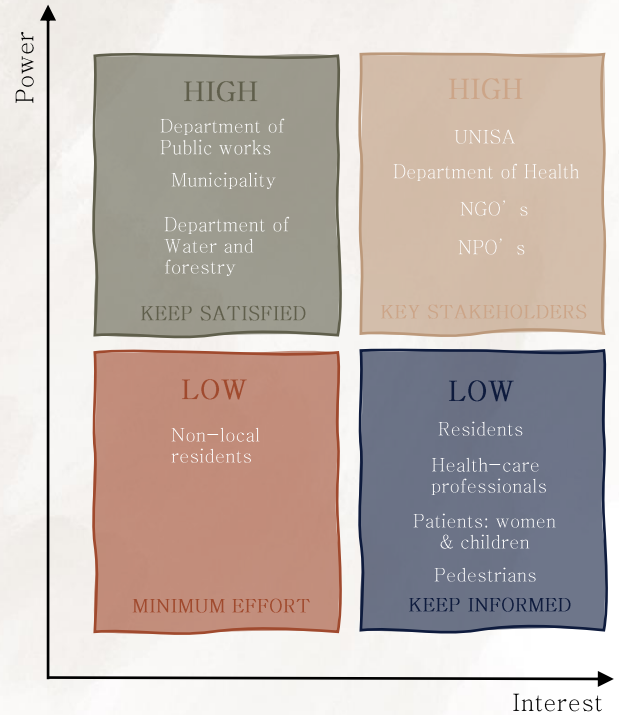 Power
HIGH
Department of
Public works
Municipality
Department of
Water and
forestry
KEEP SATISFIED
HIGH
UNISA
Department of Health
NGO’s
NPO’s
KEY STAKEHOLDERS
LOW
Non-local
residents
MINIMUM EFFORT
LOW
Residents
Health-care
professionals
Patients: women
& children
Pedestrians
KEEP INFORMED
Interest